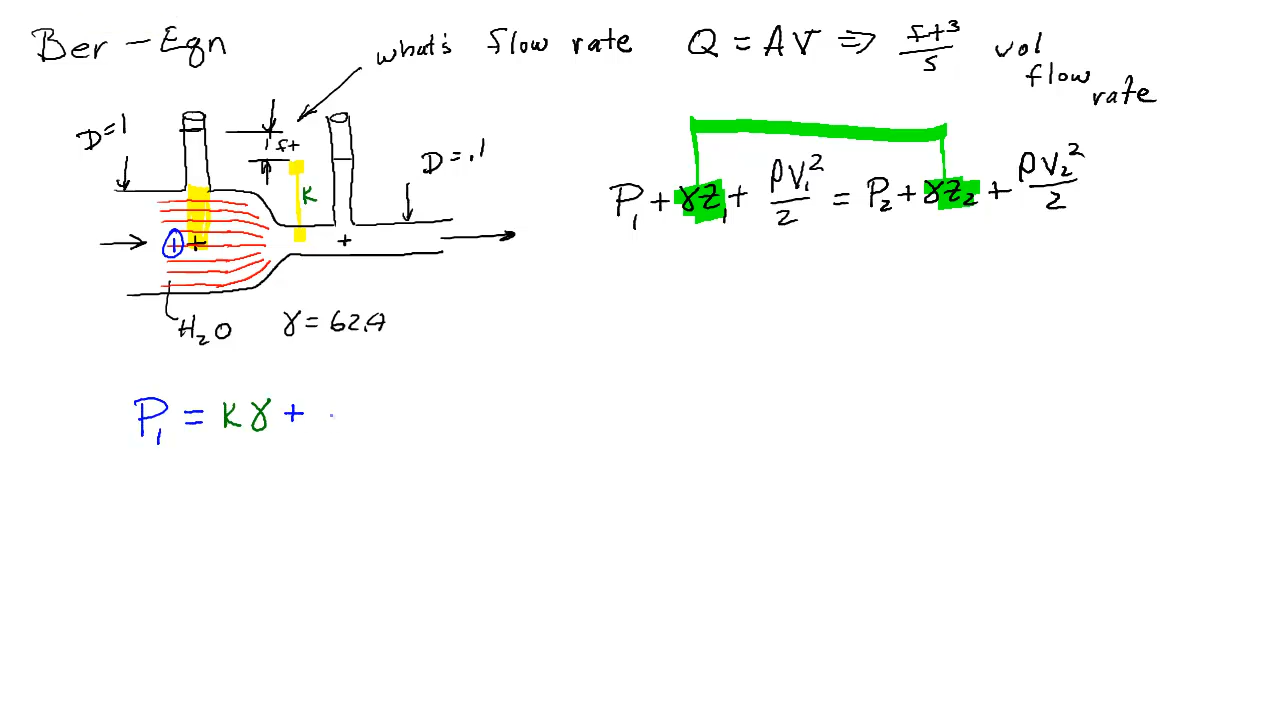 Ber - Eqn
what's flow rate
Q = AV ⇒ ft³/s vol flow rate
D=1
1 ft
K
D=.1
P₁ + γz₁ + ρV₁²/2 = P₂ + γz₂ + ρV₂²/2
1
H₂O γ = 62.4
P₁ = Kγ +